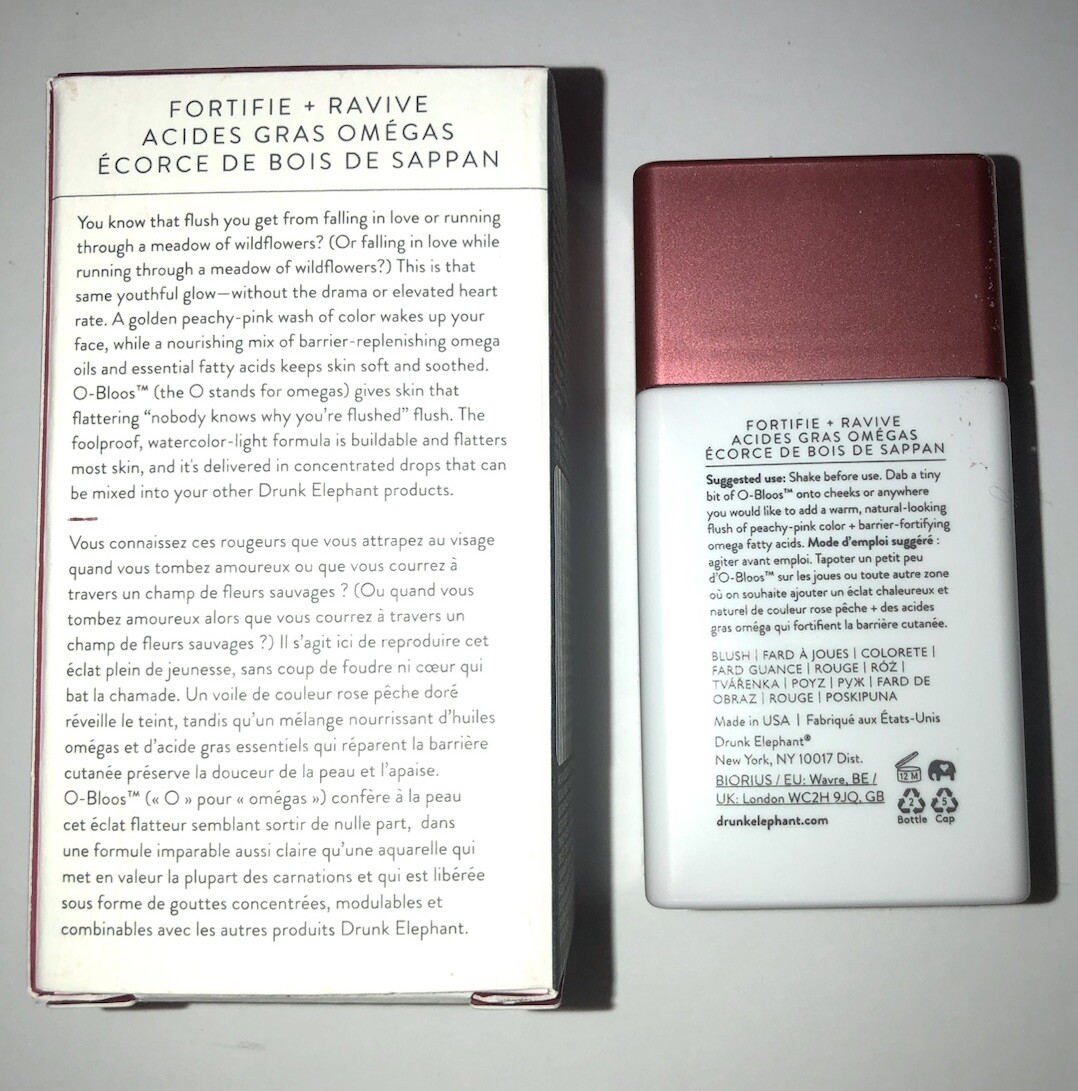 FORTIFIE + RAVIVE
ACIDES GRAS OMÉGAS
ÉCORCE DE BOIS DE SAPPAN
You know that flush you get from falling in love or running
through a meadow of wildflowers? (Or falling in love while
running through a meadow of wildflowers?) This is that
same youthful glow—without the drama or elevated heart
rate. A golden peachy-pink wash of color wakes up your
face, while a nourishing mix of barrier-replenishing omega
oils and essential fatty acids keeps skin soft and soothed.
O-Bloos™ (the O stands for omegas) gives skin that
flattering “nobody knows why you’re flushed” flush. The
foolproof, watercolor-light formula is buildable and flatters
most skin, and it's delivered in concentrated drops that can
be mixed into your other Drunk Elephant products.
Vous connaissez ces rougeurs que vous attrapez au visage
quand vous tombez amoureux ou que vous courrez à
travers un champ de fleurs sauvages ? (Ou quand vous
tombez amoureux alors que vous courrez à travers un
champ de fleurs sauvages ?) Il s’agit ici de reproduire cet
éclat plein de jeunesse, sans coup de foudre ni cœur qui
bat la chamade. Un voile de couleur rose pêche doré
réveille le teint, tandis qu’un mélange nourrissant d’huiles
omégas et d’acide gras essentiels qui réparent la barrière
cutanée préserve la douceur de la peau et l’apaise.
O-Bloos™ (« O » pour « omégas ») confère à la peau
cet éclat flatteur semblant sortir de nulle part, dans
une formule imparable aussi claire qu’une aquarelle qui
met en valeur la plupart des carnations et qui est libérée
sous forme de gouttes concentrées, modulables et
combinables avec les autres produits Drunk Elephant.
FORTIFIE + RAVIVE
ACIDES GRAS OMÉGAS
ÉCORCE DE BOIS DE SAPPAN
Suggested use: Shake before use. Dab a tiny
bit of O-Bloos™ onto cheeks or anywhere
you would like to add a warm, natural-looking
flush of peachy-pink color + barrier-fortifying
omega fatty acids. Mode d’emploi suggéré :
agiter avant emploi. Tapoter un petit peu
d’O-Bloos™ sur les joues ou toute autre zone
où on souhaite ajouter un éclat chaleureux et
naturel de couleur rose pêche + des acides
gras oméga qui fortifient la barrière cutanée.
BLUSH | FARD À JOUES | COLORETE |
FARD GUANCE | ROUGE | RÓŻ |
TVÁŘENKA | ΡΟΥΖ | РУЖ | FARD DE
OBRAZ | ROUGE | POSKIPUNA
Made in USA | Fabriqué aux États-Unis
Drunk Elephant®
New York, NY 10017 Dist.
BIORIUS / EU: Wavre, BE /
UK: London WC2H 9JQ, GB
drunkelephant.com
12 M
2 5
Bottle Cap